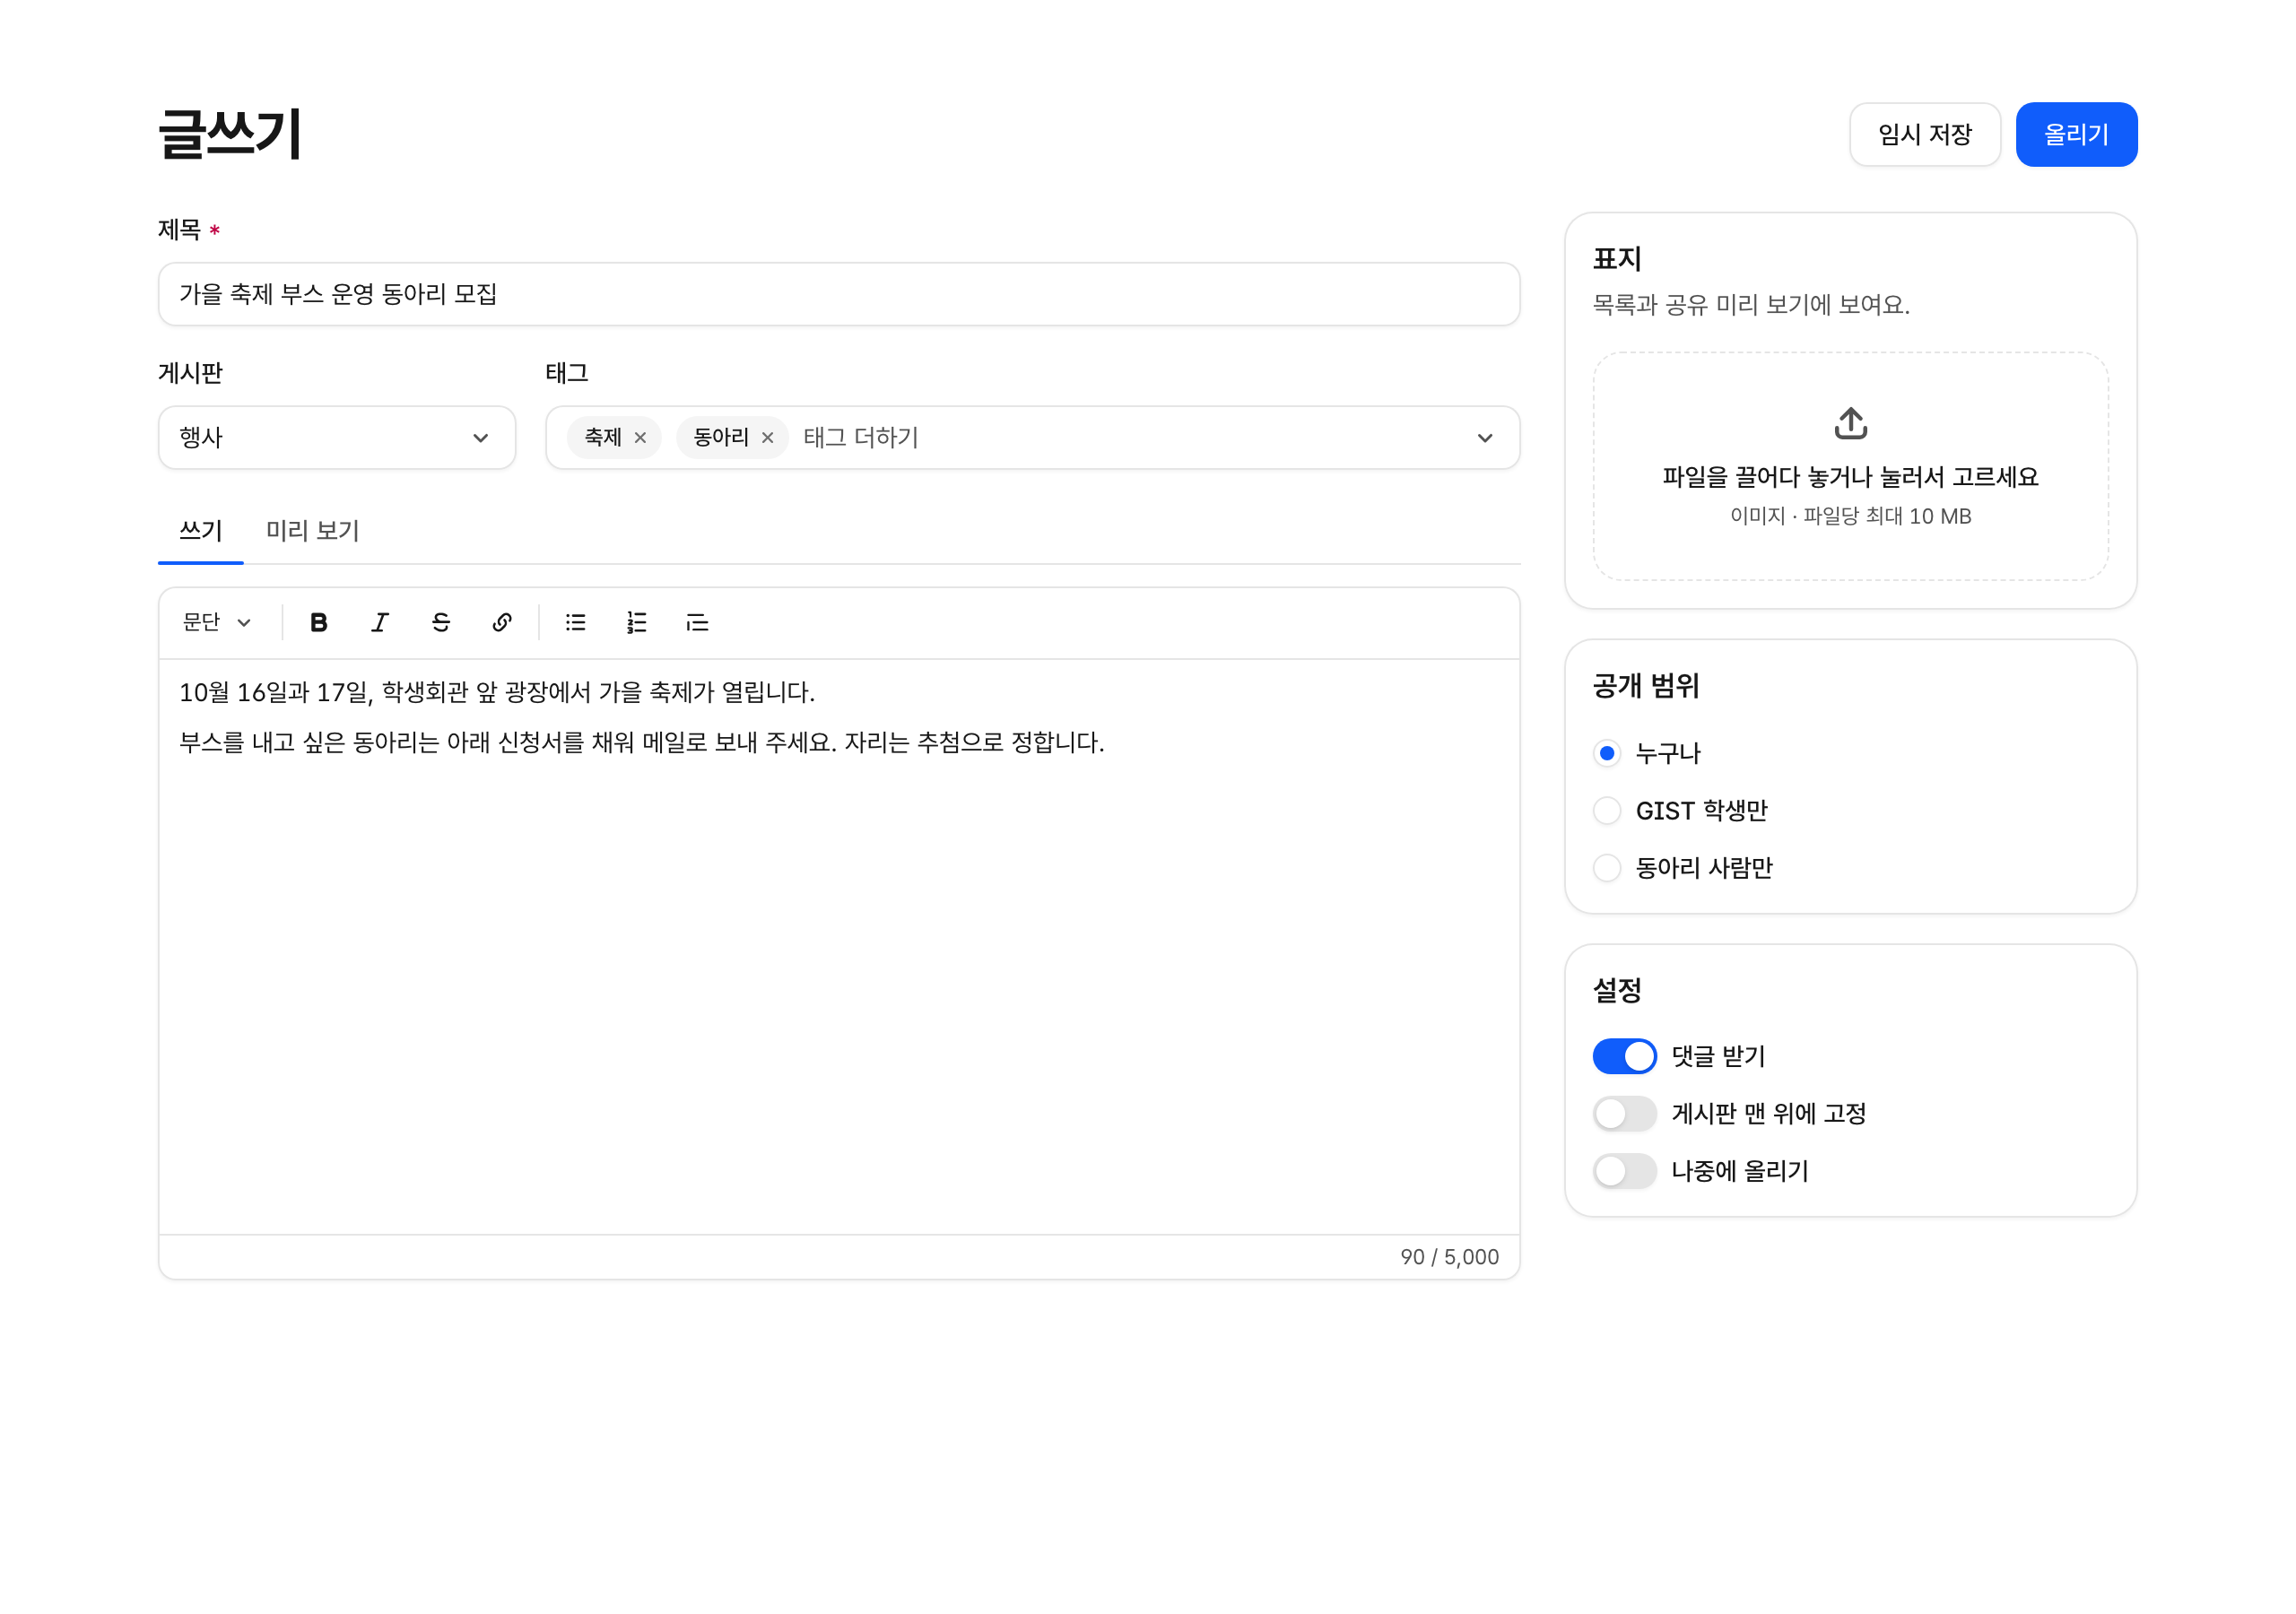 글쓰기
임시 저장
올리기
제목 *
가을 축제 부스 운영 동아리 모집
게시판
태그
행사
축제
동아리
태그 더하기
쓰기
미리 보기
문단
10월 16일과 17일, 학생회관 앞 광장에서 가을 축제가 열립니다.
부스를 내고 싶은 동아리는 아래 신청서를 채워 메일로 보내 주세요. 자리는 추첨으로 정합니다.
90 / 5,000
표지
목록과 공유 미리 보기에 보여요.
파일을 끌어다 놓거나 눌러서 고르세요
이미지 · 파일당 최대 10 MB
공개 범위
누구나
GIST 학생만
동아리 사람만
설정
댓글 받기
게시판 맨 위에 고정
나중에 올리기